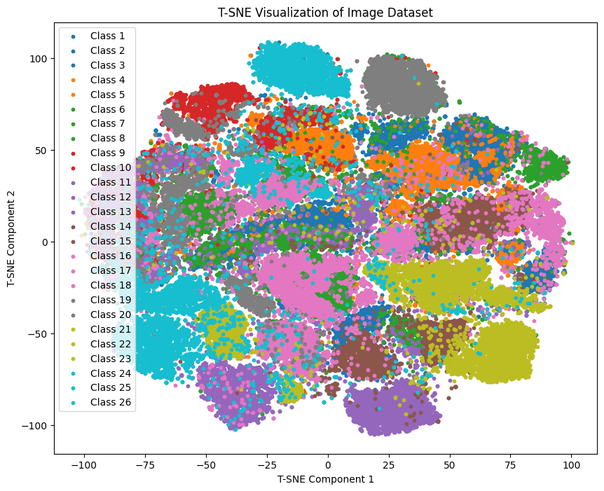 T-SNE Visualization of Image Dataset
Class 1
Class 2
Class 3
Class 4
Class 5
Class 6
Class 7
Class 8
Class 9
Class 10
Class 11
Class 12
Class 13
Class 14
Class 15
Class 16
Class 17
Class 18
Class 19
Class 20
Class 21
Class 22
Class 23
Class 24
Class 25
Class 26
T-SNE Component 2
100
50
0
−50
−100
−100 −75 −50 −25 0 25 50 75 100
T-SNE Component 1